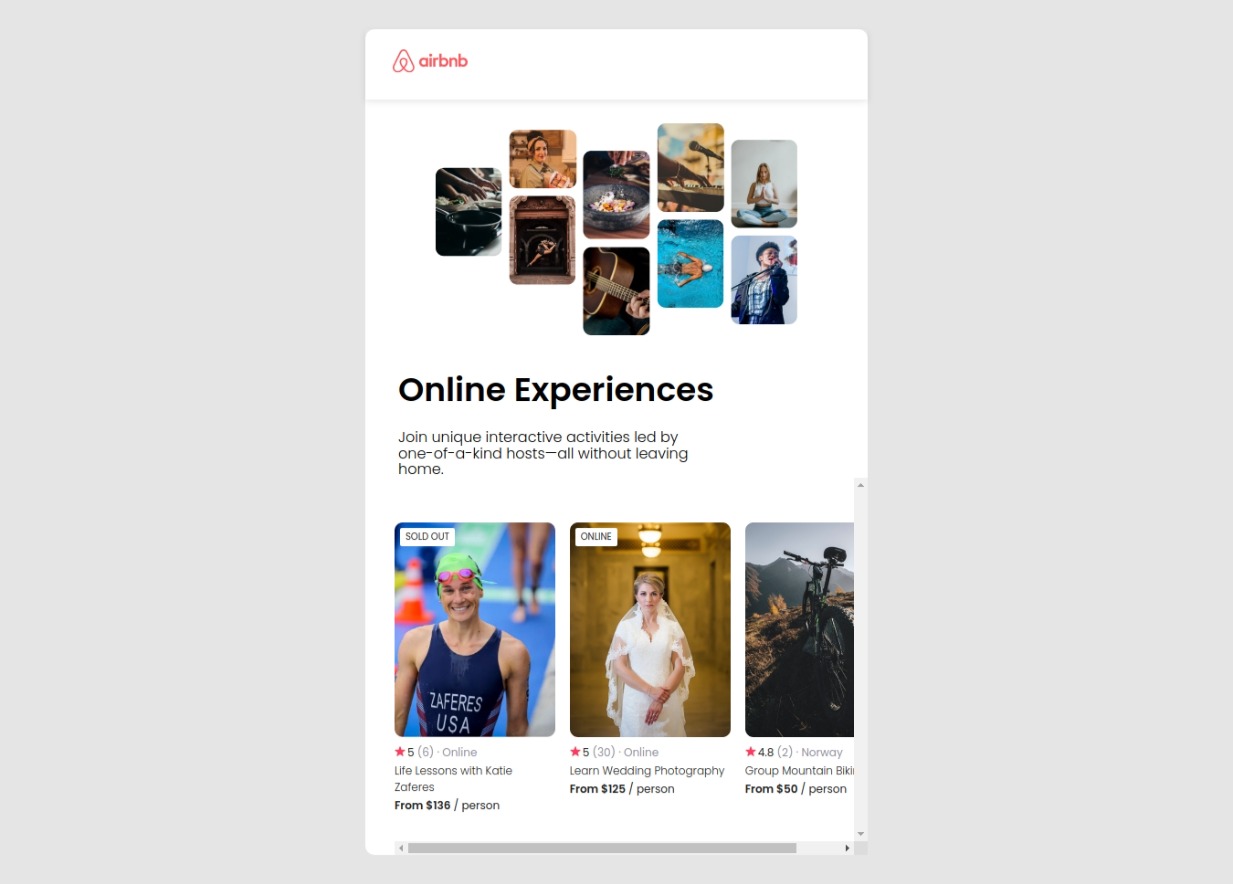 airbnb
Online Experiences
Join unique interactive activities led by
one-of-a-kind hosts—all without leaving
home.
SOLD OUT
ZAFERES
USA
5 (6) · Online
Life Lessons with Katie
Zaferes
From $136 / person
ONLINE
5 (30) · Online
Learn Wedding Photography
From $125 / person
4.8 (2) · Norway
Group Mountain Biki
From $50 / person